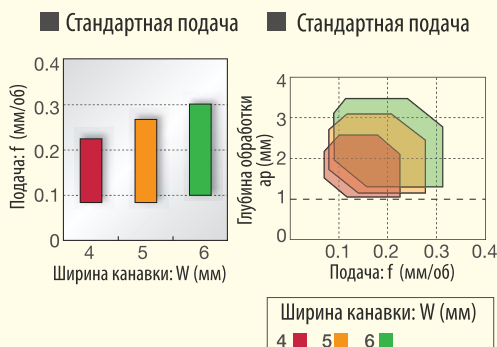 Стандартная подача
Стандартная подача
Подача: f (мм/об)
0.4
0.3
0.2
0.1
0
4 5 6
Ширина канавки: W (мм)
Глубина обработки
ap (мм)
4
3
2
1
0
0.1 0.2 0.3 0.4
Подача: f (мм/об)
Ширина канавки: W (мм)
4 5 6